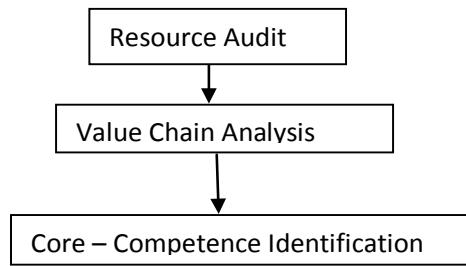 Resource Audit
Value Chain Analysis
Core – Competence Identification